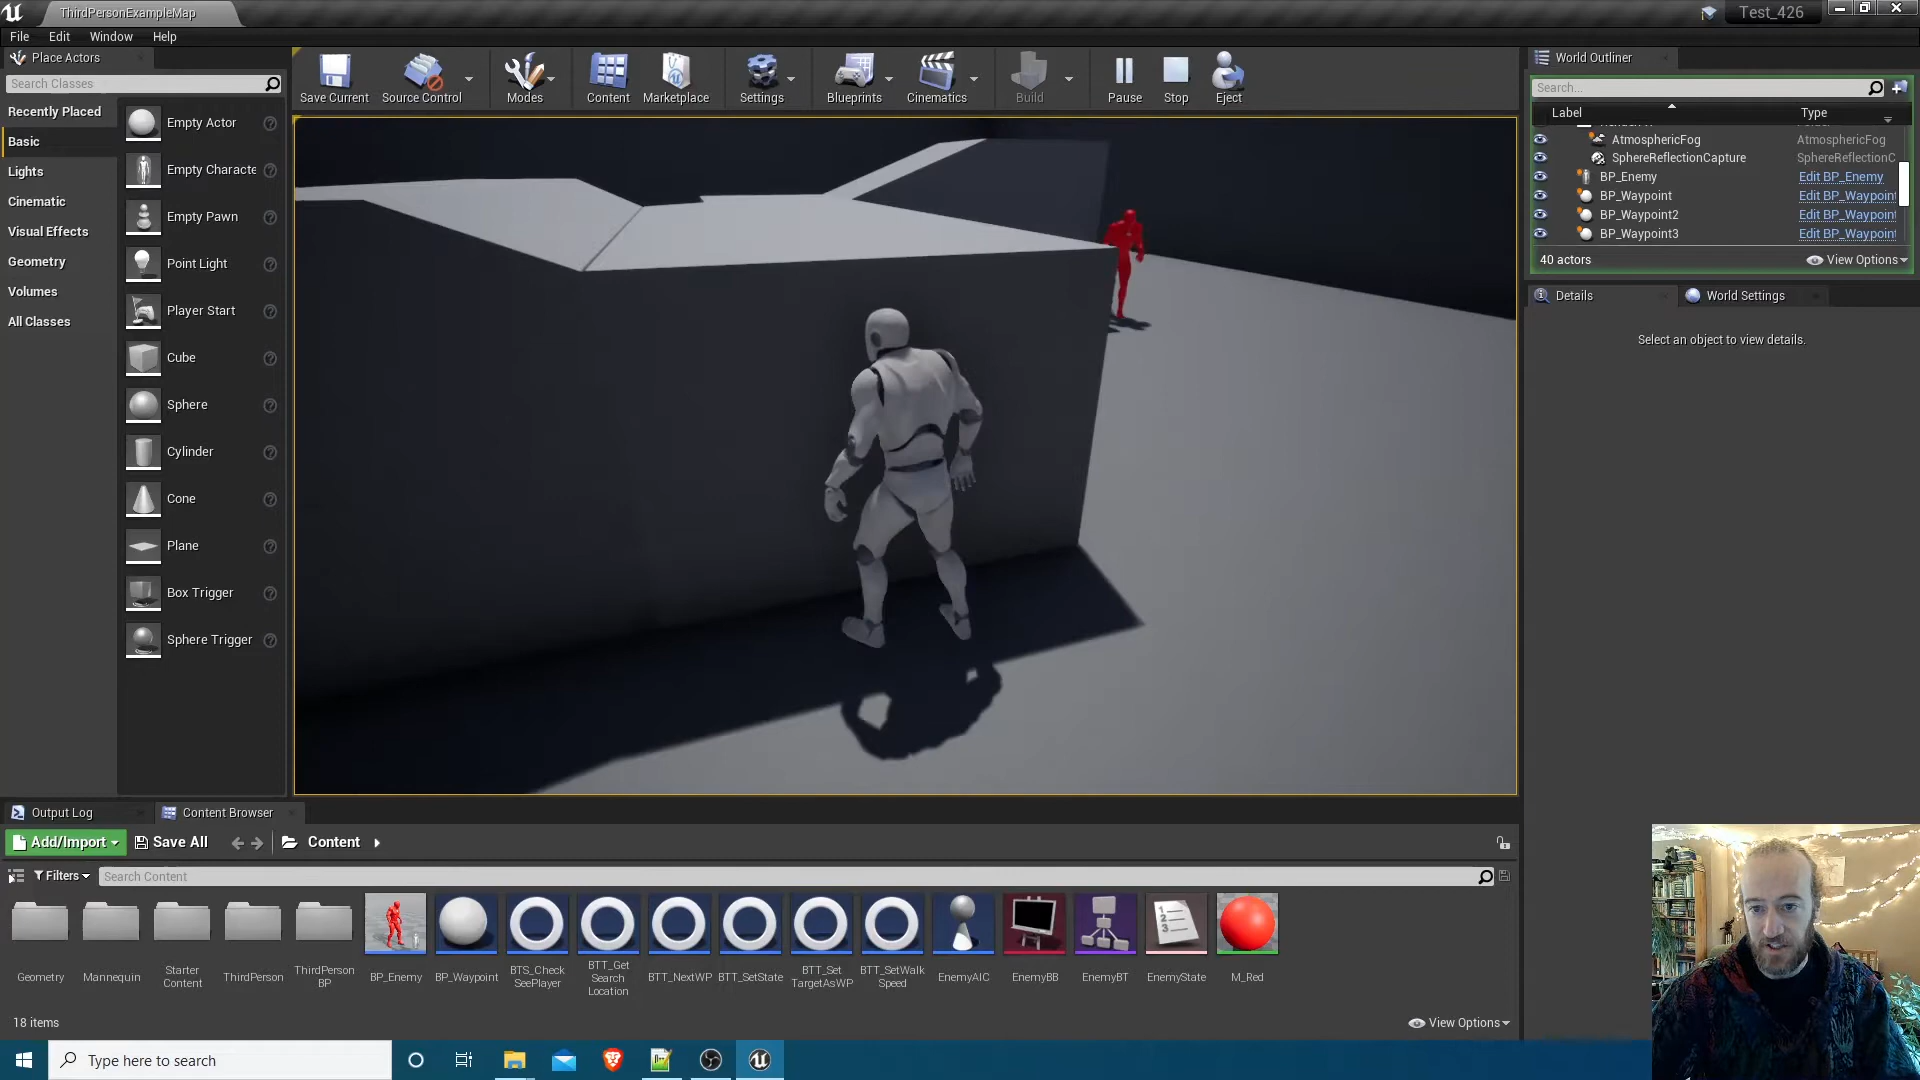 ThirdPersonExampleMap
Test_426
File Edit Window Help
Place Actors
Search Classes
Recently Placed
Basic
Lights
Cinematic
Visual Effects
Geometry
Volumes
All Classes
Empty Actor
Empty Characte
Empty Pawn
Point Light
Player Start
Cube
Sphere
Cylinder
Cone
Plane
Box Trigger
Sphere Trigger
Save Current
Source Control
Modes
Content
Marketplace
Settings
Blueprints
Cinematics
Build
Pause
Stop
Eject
World Outliner
Search...
Label Type
AtmosphericFog AtmosphericFog
SphereReflectionCapture SphereReflectionC
BP_Enemy Edit BP_Enemy
BP_Waypoint Edit BP_Waypoint
BP_Waypoint2 Edit BP_Waypoint
BP_Waypoint3 Edit BP_Waypoint
40 actors View Options
Details World Settings
Select an object to view details.
Output Log Content Browser
Add/Import Save All Content
Filters Search Content
Geometry
Mannequin
Starter
Content
ThirdPerson
ThirdPerson
BP
BP_Enemy
BP_Waypoint
BTS_Check
SeePlayer
BTT_Get
Search
Location
BTT_NextWP
BTT_SetState
BTT_Set
TargetAsWP
BTT_SetWalk
Speed
EnemyAIC
EnemyBB
EnemyBT
EnemyState
M_Red
18 items View Options
Type here to search